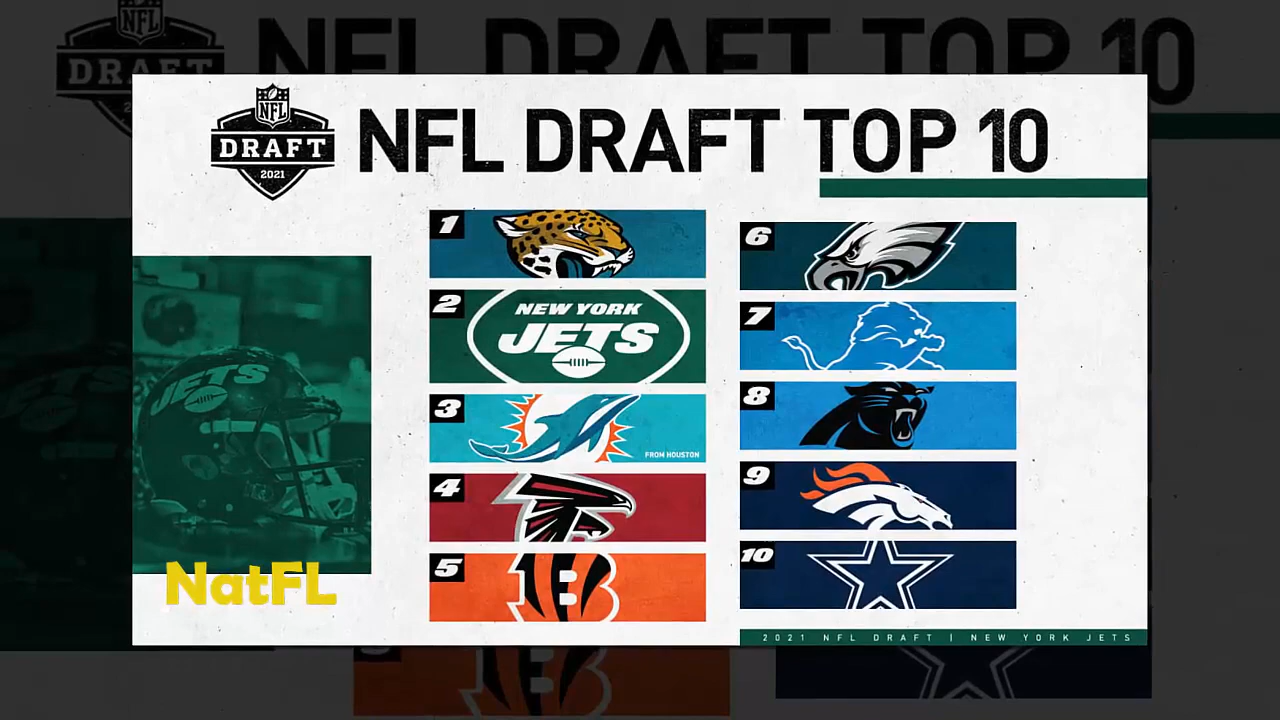 NFL
DRAFT
2021
NFL DRAFT TOP 10
1
2
NEW YORK
JETS
3
FROM HOUSTON
4
5
B
6
7
8
9
10
JETS
NatFL
2021 NFL DRAFT | NEW YORK JETS